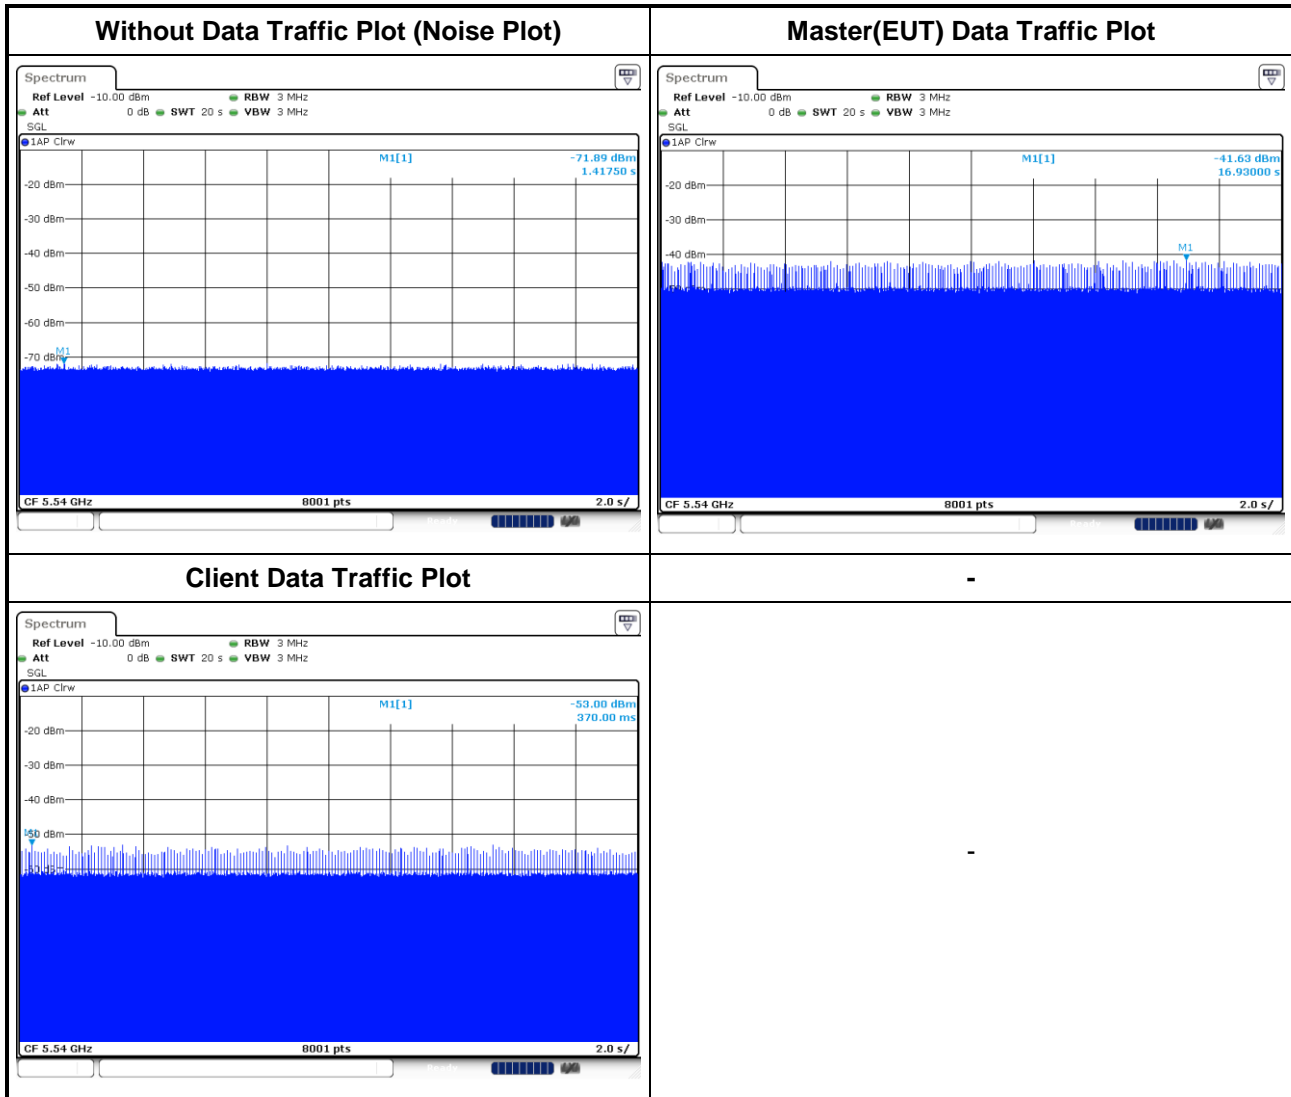 Without Data Traffic Plot (Noise Plot)
Spectrum
Ref Level -10.00 dBm RBW 3 MHz
Att 0 dB SWT 20 s VBW 3 MHz
SGL
1AP Clrw
M1[1] -71.89 dBm
1.41750 s
-20 dBm
-30 dBm
-40 dBm
-50 dBm
-60 dBm
-70 dBm
M1
CF 5.54 GHz 8001 pts 2.0 s/
Master(EUT) Data Traffic Plot
Spectrum
Ref Level -10.00 dBm RBW 3 MHz
Att 0 dB SWT 20 s VBW 3 MHz
SGL
1AP Clrw
M1[1] -41.63 dBm
16.93000 s
-20 dBm
-30 dBm
-40 dBm
M1
CF 5.54 GHz 8001 pts 2.0 s/
Client Data Traffic Plot
Spectrum
Ref Level -10.00 dBm RBW 3 MHz
Att 0 dB SWT 20 s VBW 3 MHz
SGL
1AP Clrw
M1[1] -53.00 dBm
370.00 ms
-20 dBm
-30 dBm
-40 dBm
-50 dBm
CF 5.54 GHz 8001 pts 2.0 s/
-
-